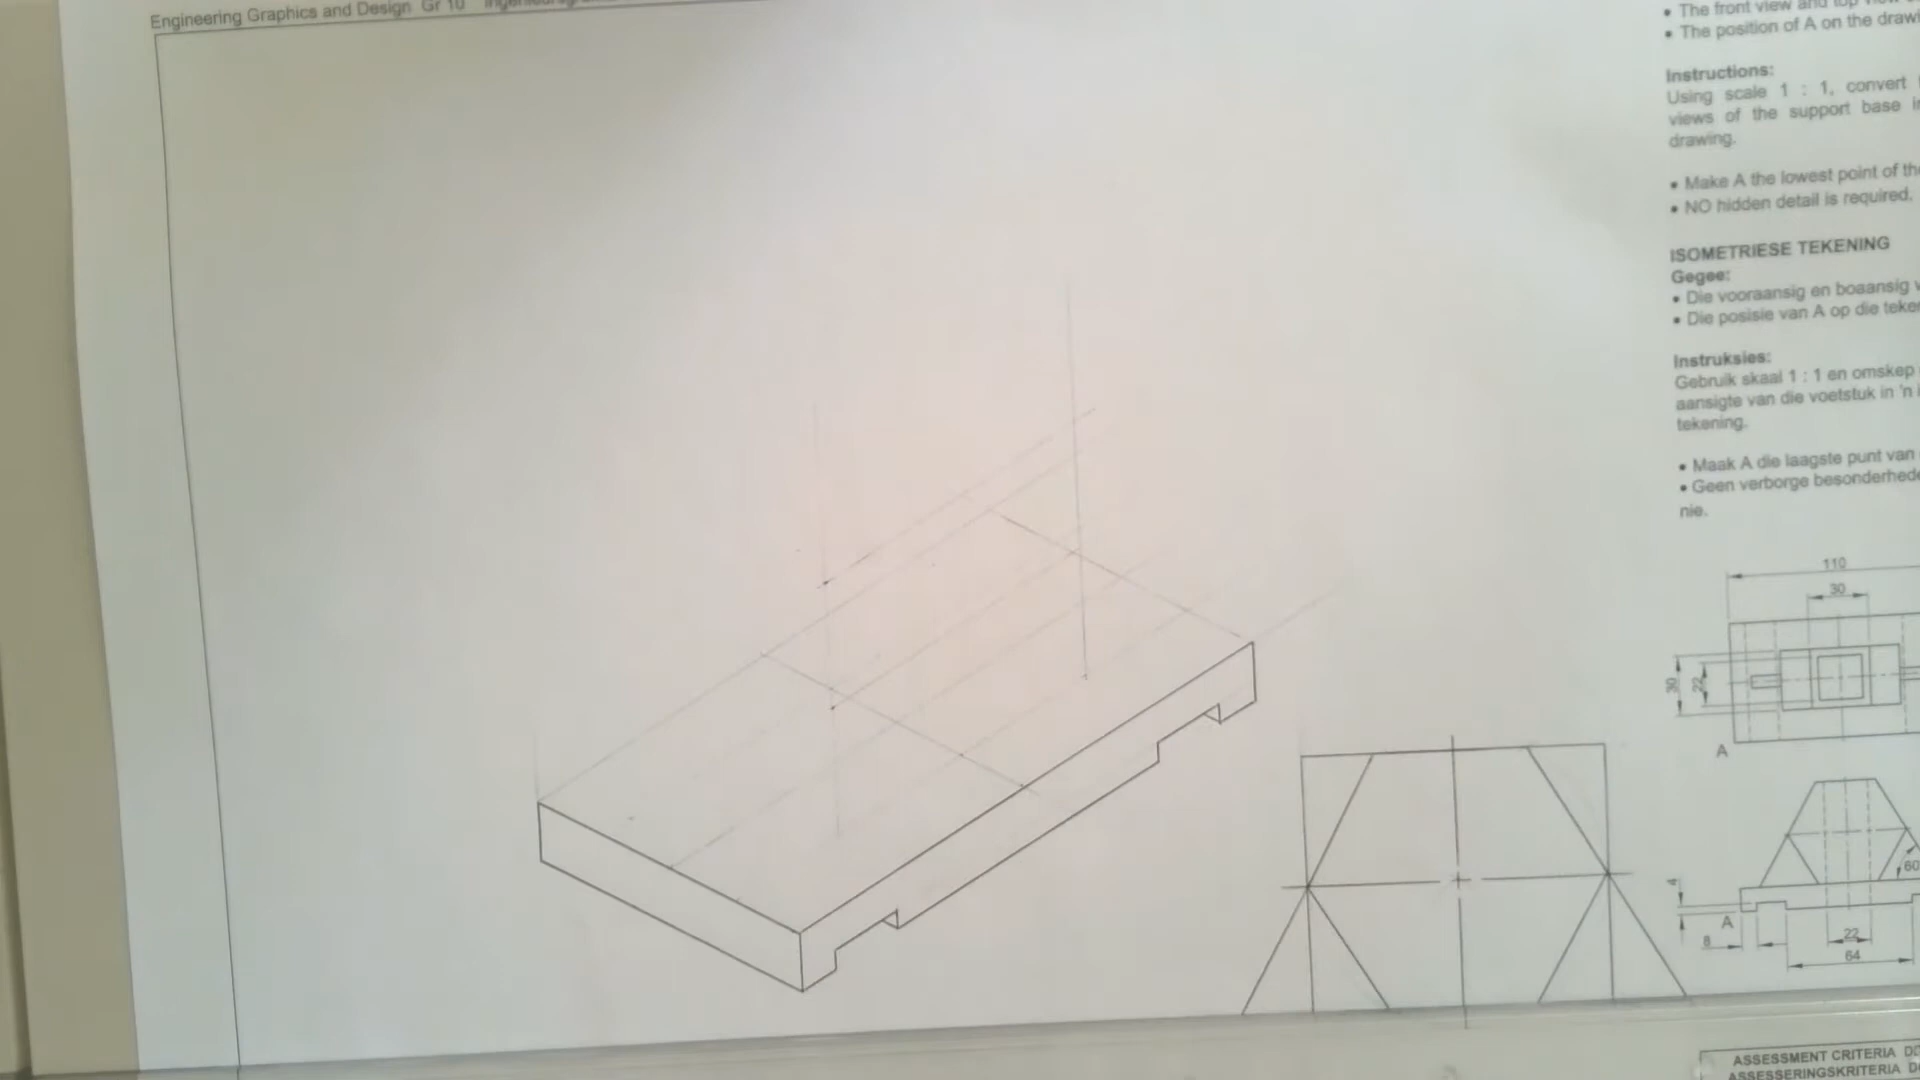 Engineering Graphics and Design Gr 10
• The front view and top view
• The position of A on the
Instructions:
Using scale 1 : 1, convert
views of the support base
drawing.
• Make A the lowest point of
• NO hidden detail is required.
ISOMETRIESE TEKENING
Gegee:
• Die vooraansig en boaansig
• Die posisie van A op die
Instruksies:
Gebruik skaal 1 : 1 en omskep
aansigte van die voetstuk in 'n
tekening.
• Maak A die laagste punt van
• Geen verborge
nie.
110
30
30
22
A
4
60
A
8
22
64
ASSESSMENT CRITERIA
ASSESSERINGSKRITERIA